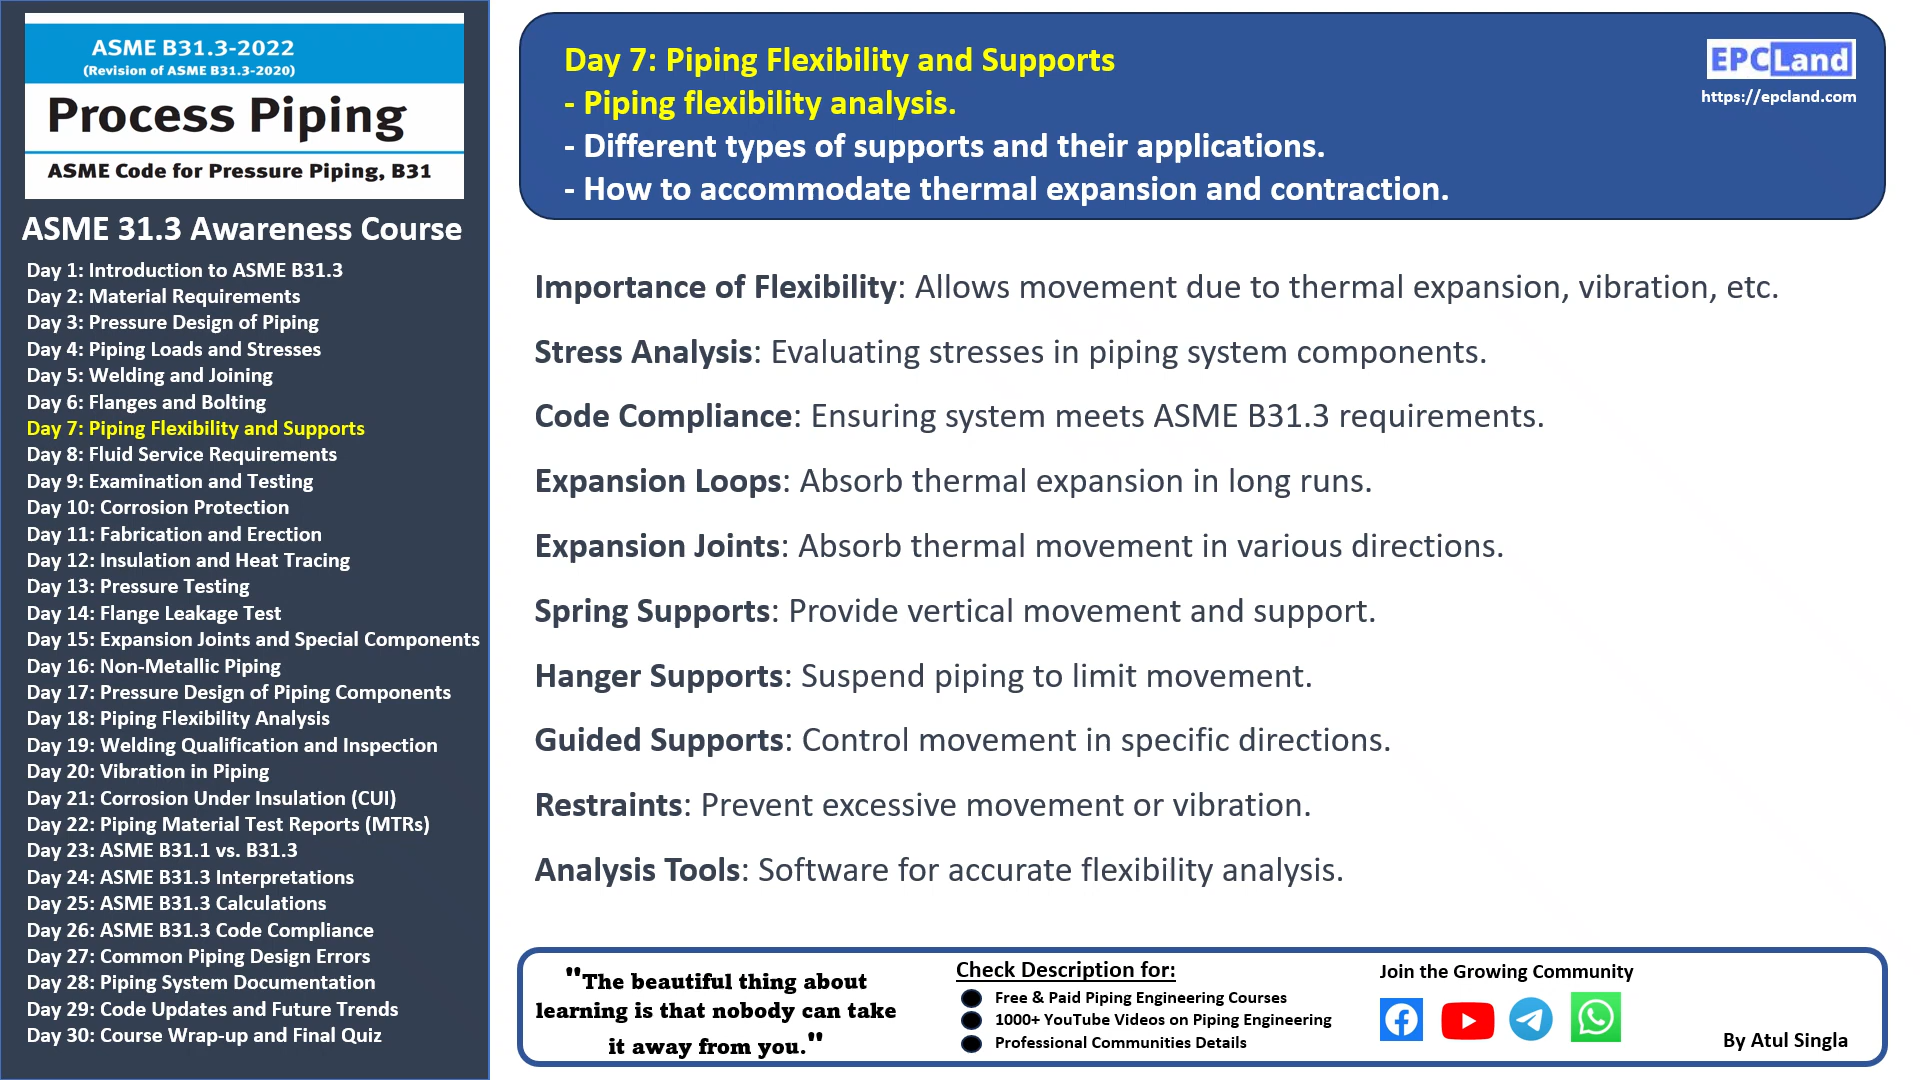 ASME B31.3-2022
(Revision of ASME B31.3-2020)
Process Piping
ASME Code for Pressure Piping, B31
ASME 31.3 Awareness Course
Day 1: Introduction to ASME B31.3
Day 2: Material Requirements
Day 3: Pressure Design of Piping
Day 4: Piping Loads and Stresses
Day 5: Welding and Joining
Day 6: Flanges and Bolting
Day 7: Piping Flexibility and Supports
Day 8: Fluid Service Requirements
Day 9: Examination and Testing
Day 10: Corrosion Protection
Day 11: Fabrication and Erection
Day 12: Insulation and Heat Tracing
Day 13: Pressure Testing
Day 14: Flange Leakage Test
Day 15: Expansion Joints and Special Components
Day 16: Non-Metallic Piping
Day 17: Pressure Design of Piping Components
Day 18: Piping Flexibility Analysis
Day 19: Welding Qualification and Inspection
Day 20: Vibration in Piping
Day 21: Corrosion Under Insulation (CUI)
Day 22: Piping Material Test Reports (MTRs)
Day 23: ASME B31.1 vs. B31.3
Day 24: ASME B31.3 Interpretations
Day 25: ASME B31.3 Calculations
Day 26: ASME B31.3 Code Compliance
Day 27: Common Piping Design Errors
Day 28: Piping System Documentation
Day 29: Code Updates and Future Trends
Day 30: Course Wrap-up and Final Quiz
Day 7: Piping Flexibility and Supports
- Piping flexibility analysis.
- Different types of supports and their applications.
- How to accommodate thermal expansion and contraction.
EPCLand
https://epcland.com
Importance of Flexibility: Allows movement due to thermal expansion, vibration, etc.
Stress Analysis: Evaluating stresses in piping system components.
Code Compliance: Ensuring system meets ASME B31.3 requirements.
Expansion Loops: Absorb thermal expansion in long runs.
Expansion Joints: Absorb thermal movement in various directions.
Spring Supports: Provide vertical movement and support.
Hanger Supports: Suspend piping to limit movement.
Guided Supports: Control movement in specific directions.
Restraints: Prevent excessive movement or vibration.
Analysis Tools: Software for accurate flexibility analysis.
"The beautiful thing about
learning is that nobody can take
it away from you."
Check Description for:
Free & Paid Piping Engineering Courses
1000+ YouTube Videos on Piping Engineering
Professional Communities Details
Join the Growing Community
By Atul Singla